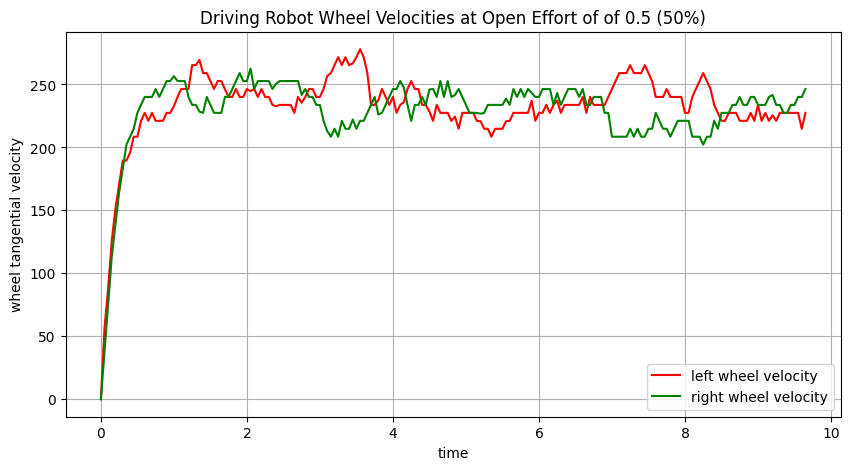 Driving Robot Wheel Velocities at Open Effort of of 0.5 (50%)
wheel tangential velocity
250
200
150
100
50
0
left wheel velocity
right wheel velocity
0 2 4 6 8 10
time